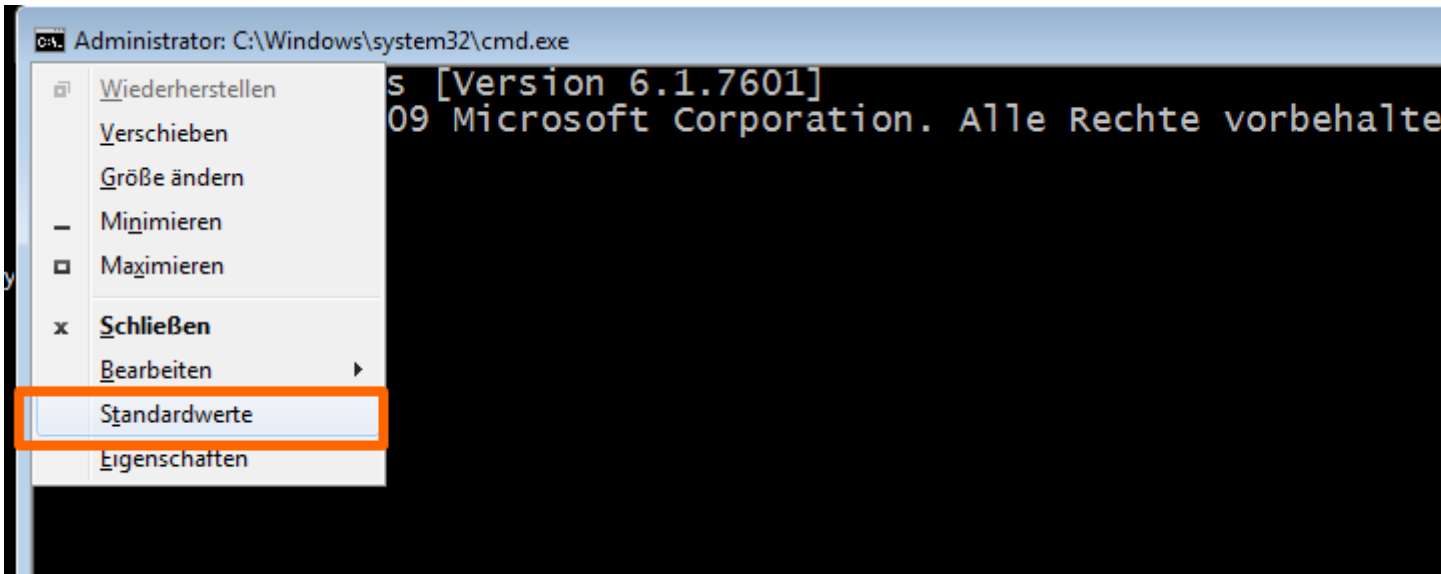 Administrator: C:\Windows\system32\cmd.exe
s [Version 6.1.7601]
09 Microsoft Corporation. Alle Rechte vorbehalte
Wiederherstellen
Verschieben
Größe ändern
Minimieren
Maximieren
x Schließen
Bearbeiten
Standardwerte
Eigenschaften
y